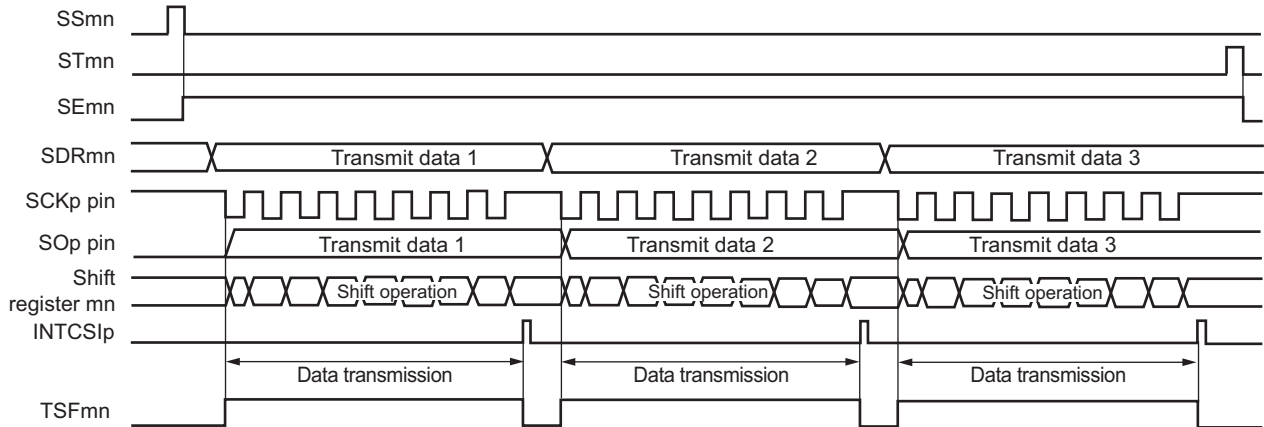 SSmn
STmn
SEmn
SDRmn Transmit data 1 Transmit data 2 Transmit data 3
SCKp pin
SOp pin Transmit data 1 Transmit data 2 Transmit data 3
Shift
register mn Shift operation Shift operation Shift operation
INTCSIp
Data transmission Data transmission Data transmission
TSFmn